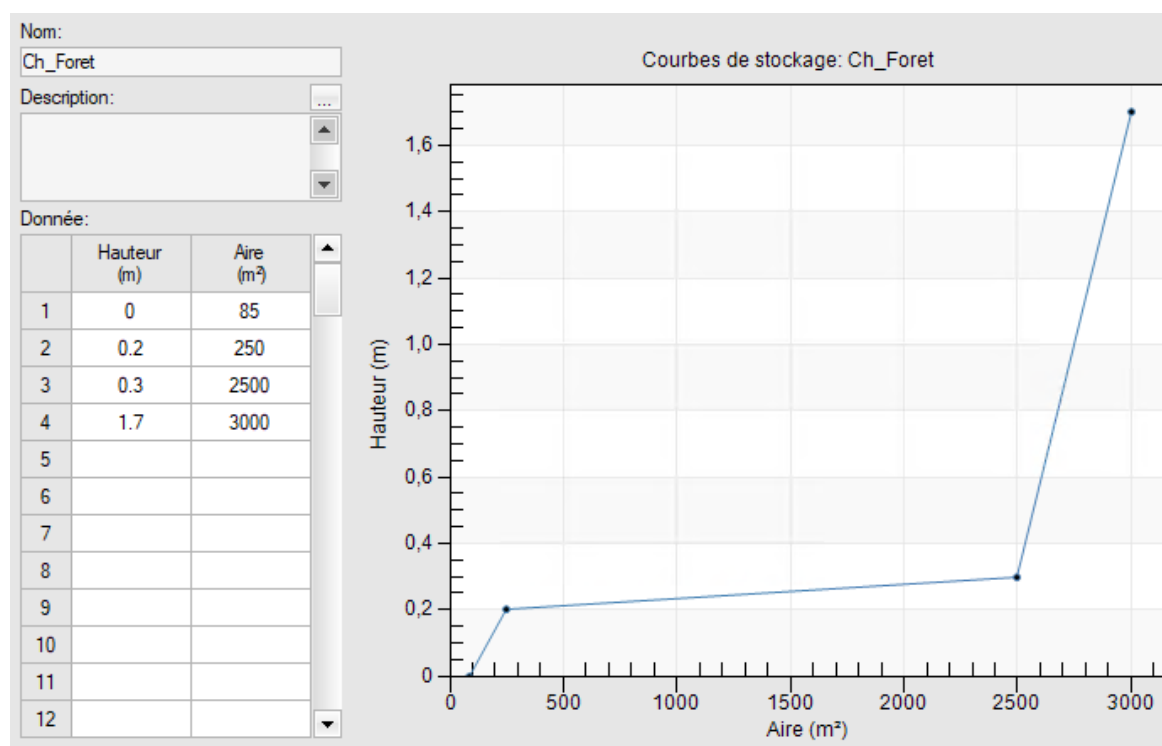 Nom:
Ch_Foret
Description:
...
Donnée:
Hauteur (m) Aire (m²)
1 0 85
2 0.2 250
3 0.3 2500
4 1.7 3000
5
6
7
8
9
10
11
12
Courbes de stockage: Ch_Foret
Hauteur (m)
1,6
1,4
1,2
1,0
0,8
0,6
0,4
0,2
0
0 500 1000 1500 2000 2500 3000
Aire (m²)